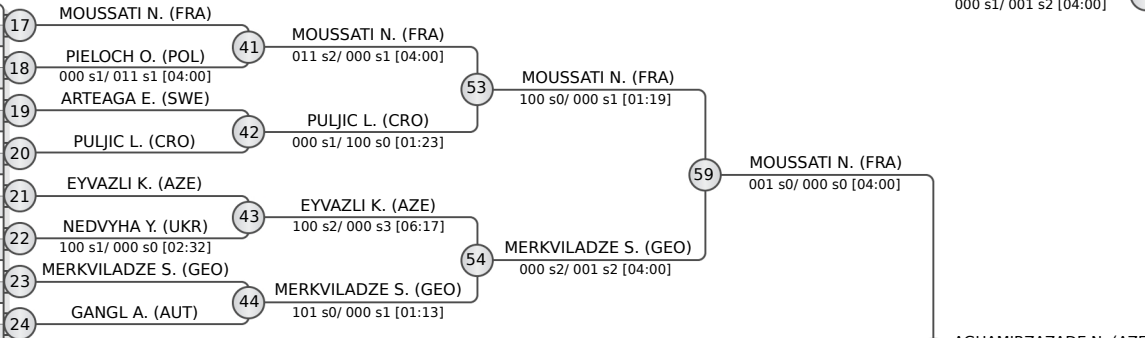 000 s1/ 001 s2 [04:00]
17
MOUSSATI N. (FRA)
41
MOUSSATI N. (FRA)
011 s2/ 000 s1 [04:00]
18
PIELOCH O. (POL)
000 s1/ 011 s1 [04:00]
53
MOUSSATI N. (FRA)
100 s0/ 000 s1 [01:19]
19
ARTEAGA E. (SWE)
42
PULJIC L. (CRO)
000 s1/ 100 s0 [01:23]
20
PULJIC L. (CRO)
59
MOUSSATI N. (FRA)
001 s0/ 000 s0 [04:00]
21
EYVAZLI K. (AZE)
43
EYVAZLI K. (AZE)
100 s2/ 000 s3 [06:17]
22
NEDVYHA Y. (UKR)
100 s1/ 000 s0 [02:32]
54
MERKVILADZE S. (GEO)
000 s2/ 001 s2 [04:00]
23
MERKVILADZE S. (GEO)
44
MERKVILADZE S. (GEO)
101 s0/ 000 s1 [01:13]
24
GANGL A. (AUT)